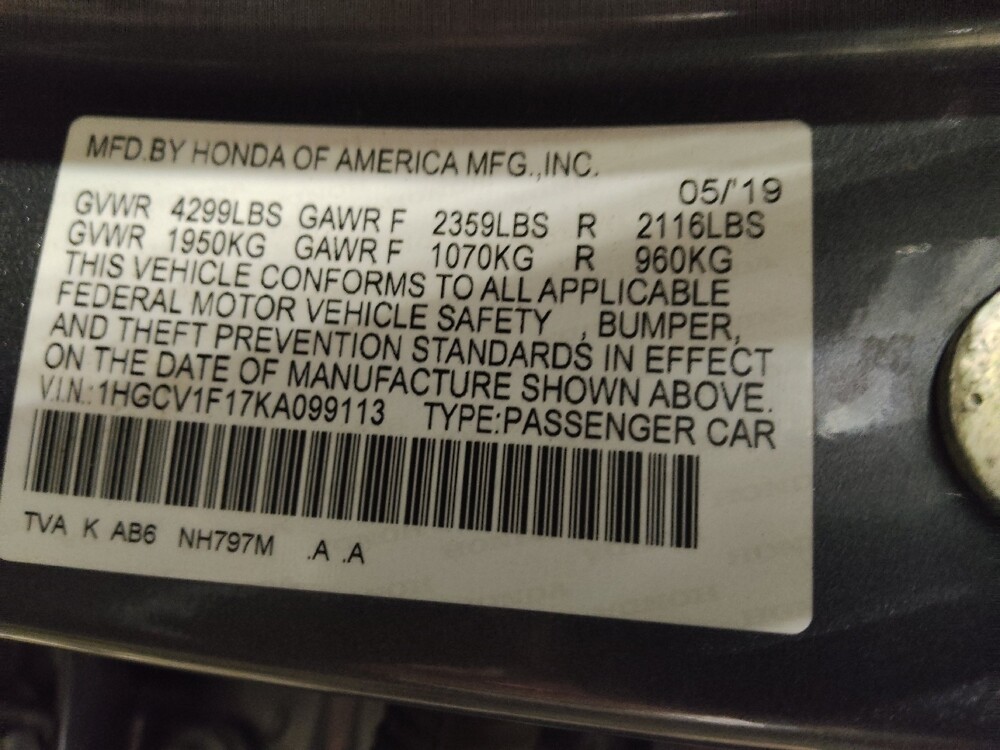 MFD.BY HONDA OF AMERICA MFG.,INC.
05/'19
GVWR 4299LBS GAWR F 2359LBS R 2116LBS
GVWR 1950KG GAWR F 1070KG R 960KG
THIS VEHICLE CONFORMS TO ALL APPLICABLE
FEDERAL MOTOR VEHICLE SAFETY , BUMPER,
AND THEFT PREVENTION STANDARDS IN EFFECT
ON THE DATE OF MANUFACTURE SHOWN ABOVE.
V.I.N.:1HGCV1F17KA099113 TYPE:PASSENGER CAR
TVA K AB6 NH797M .A .A